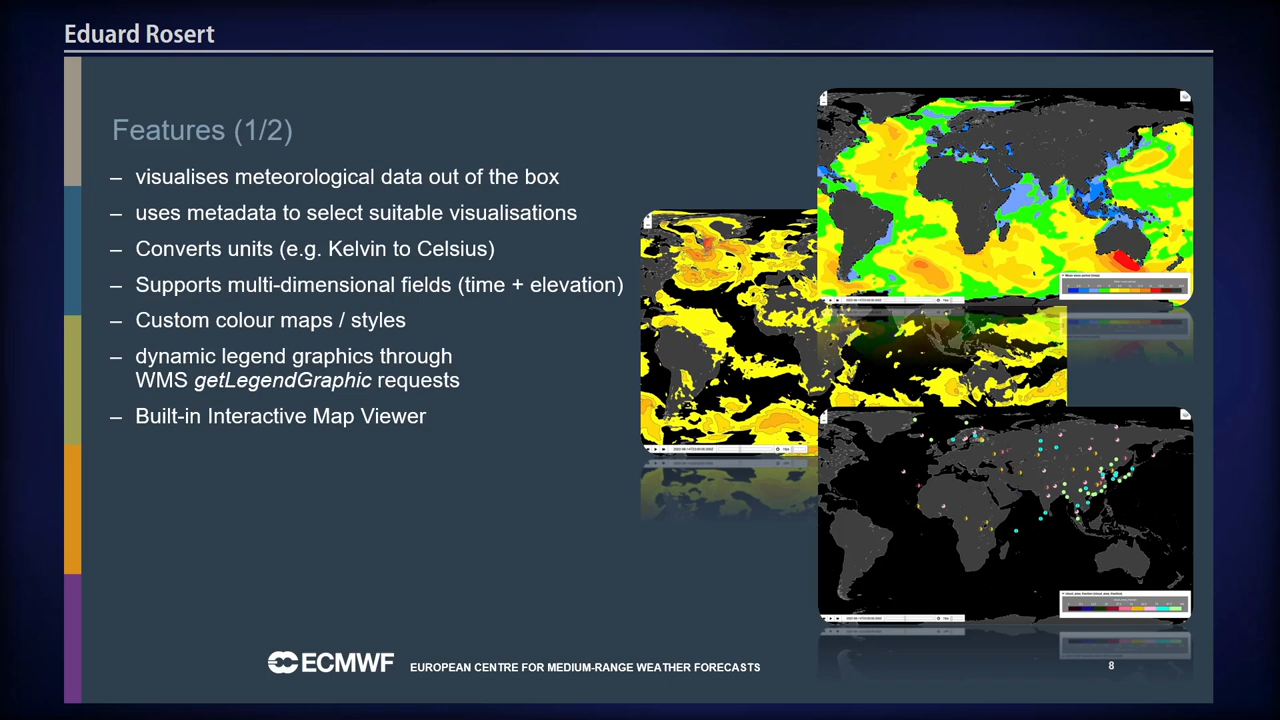 Eduard Rosert
Features (1/2)
– visualises meteorological data out of the box
– uses metadata to select suitable visualisations
– Converts units (e.g. Kelvin to Celsius)
– Supports multi-dimensional fields (time + elevation)
– Custom colour maps / styles
– dynamic legend graphics through
WMS getLegendGraphic requests
– Built-in Interactive Map Viewer
ECMWF EUROPEAN CENTRE FOR MEDIUM-RANGE WEATHER FORECASTS
8